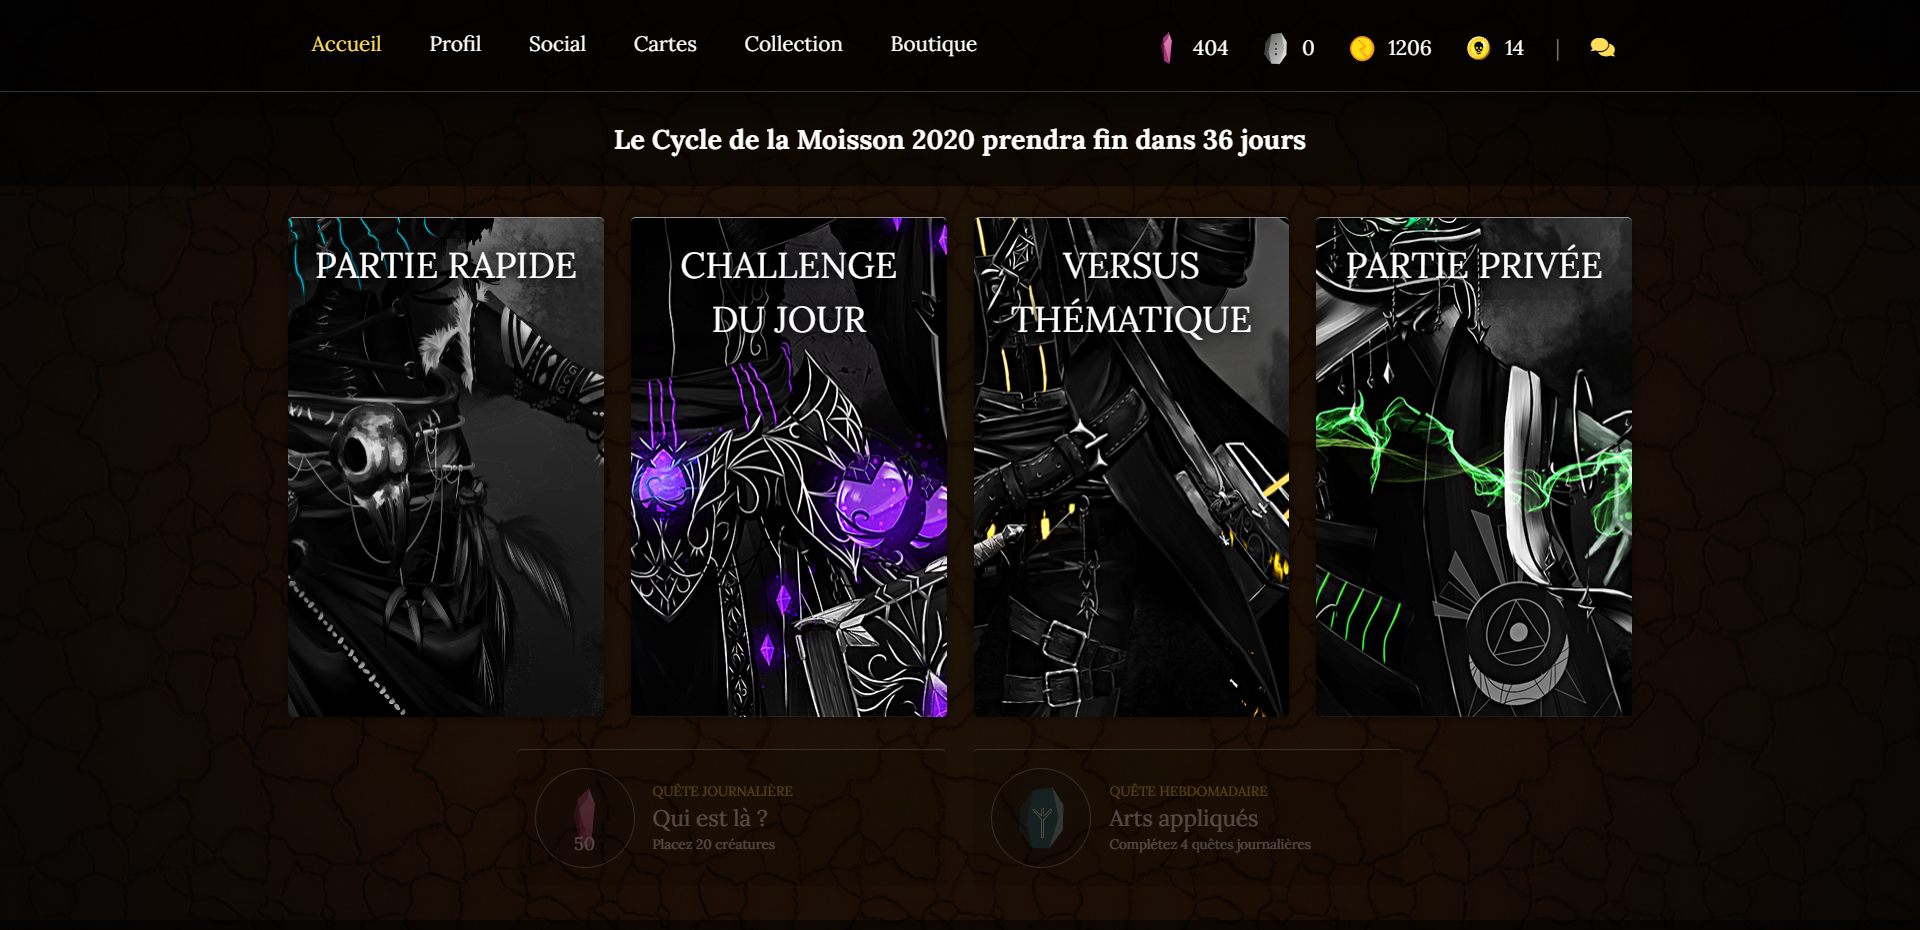 Accueil Profil Social Cartes Collection Boutique 404 0 1206 14 |
Le Cycle de la Moisson 2020 prendra fin dans 36 jours
PARTIE RAPIDE
CHALLENGE
DU JOUR
VERSUS
THÉMATIQUE
PARTIE PRIVÉE
50
QUÊTE JOURNALIÈRE
Qui est là ?
Placez 20 créatures
QUÊTE HEBDOMADAIRE
Arts appliqués
Complétez 4 quêtes journalières